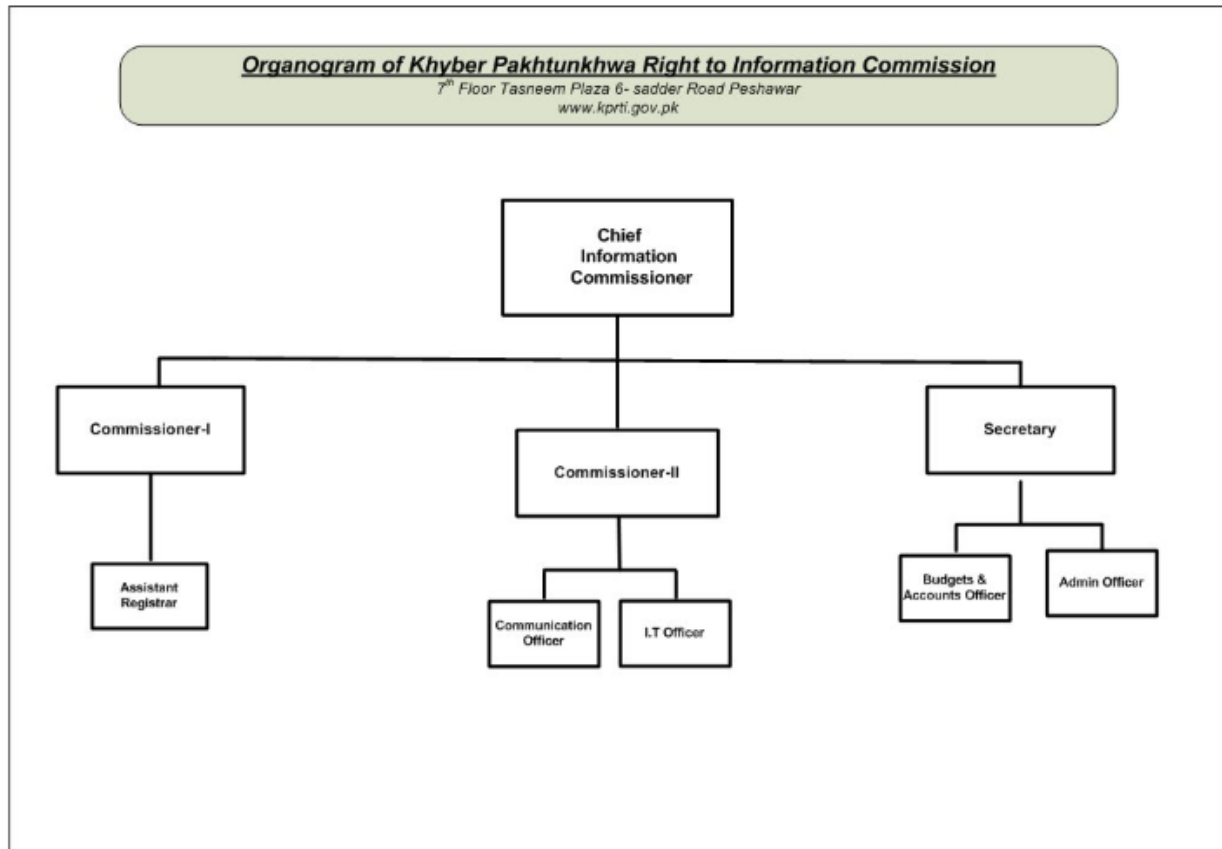 Organogram of Khyber Pakhtunkhwa Right to Information Commission
7th Floor Tasneem Plaza 6- sadder Road Peshawar
www.kprti.gov.pk
Chief
Information
Commissioner
Commissioner-I
Commissioner-II
Secretary
Assistant
Registrar
Communication
Officer
I.T Officer
Budgets &
Accounts Officer
Admin Officer